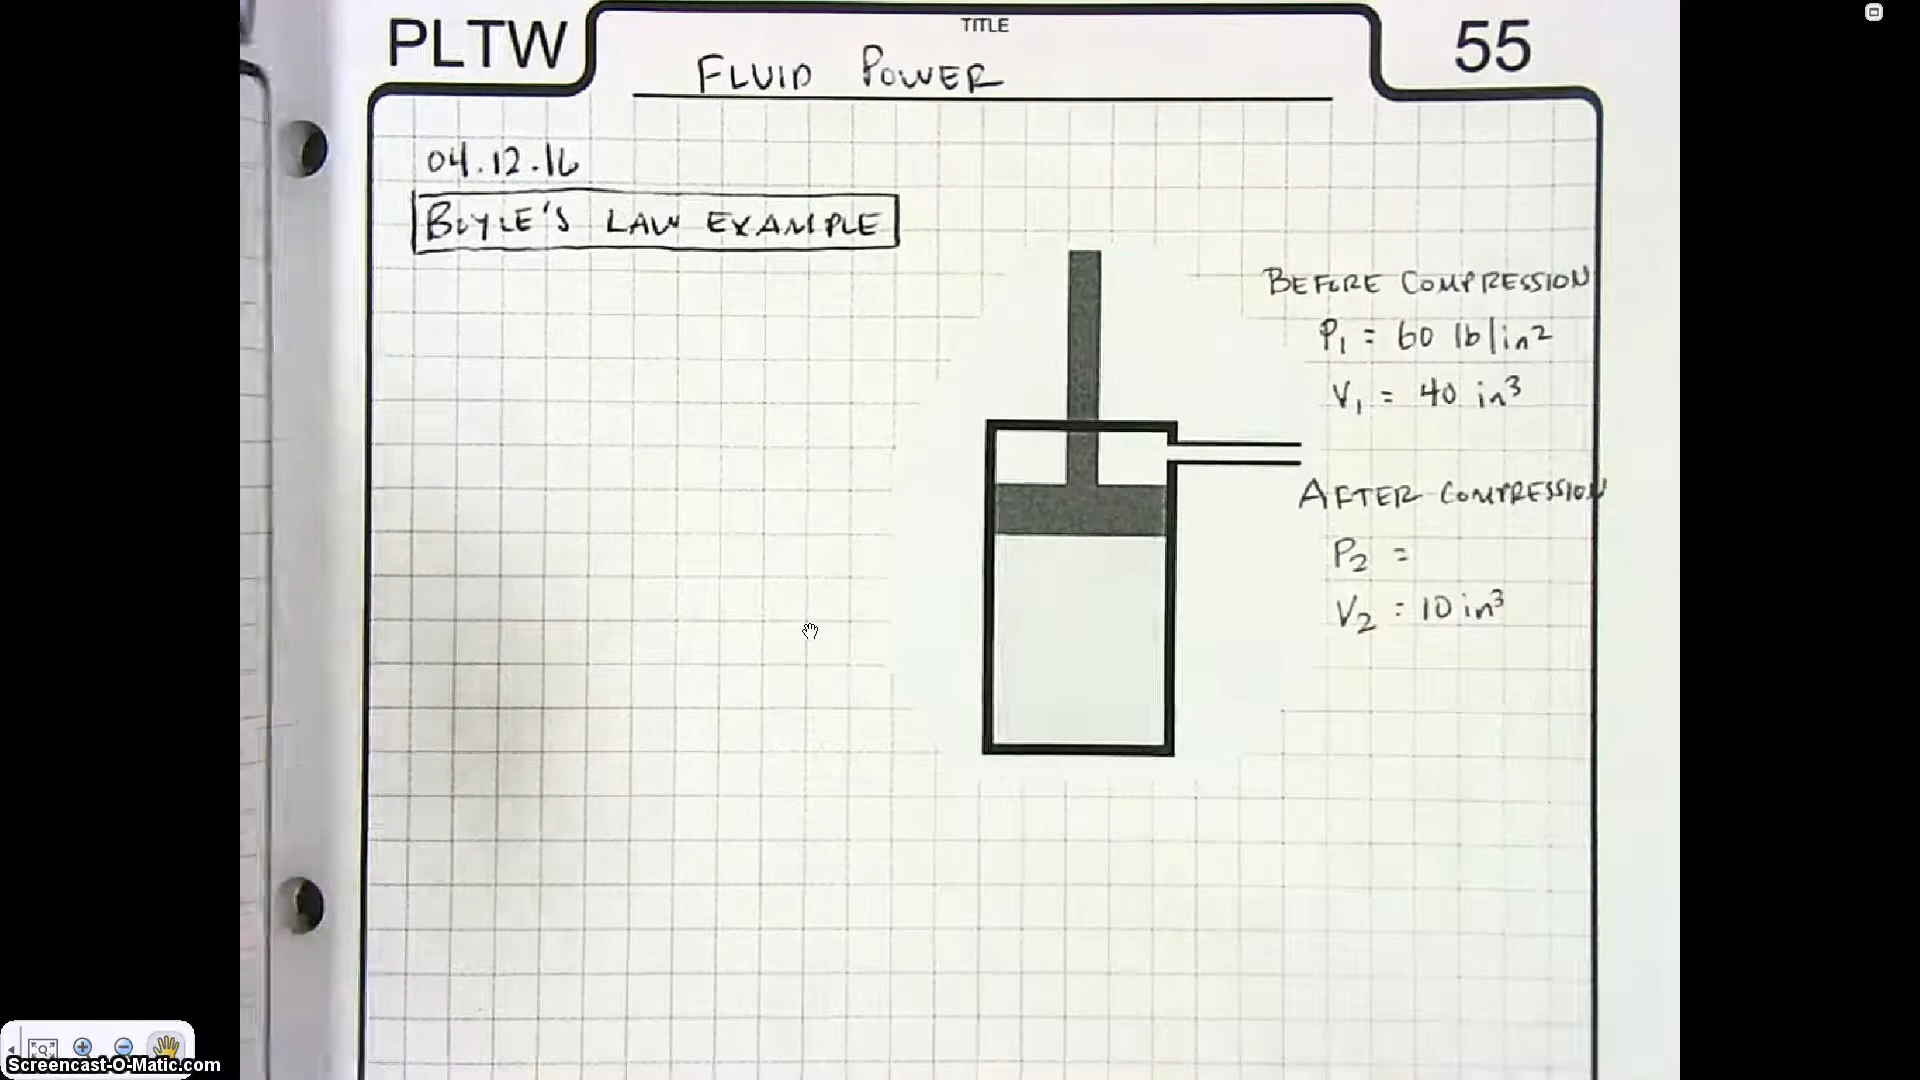 PLTW
TITLE
55
FLUID POWER
04.12.16
BOYLE'S LAW EXAMPLE
BEFORE COMPRESSION
P1 = 60 lb/in²
V1 = 40 in³
AFTER COMPRESSION
P2 =
V2 = 10 in³
Screencast-O-Matic.com